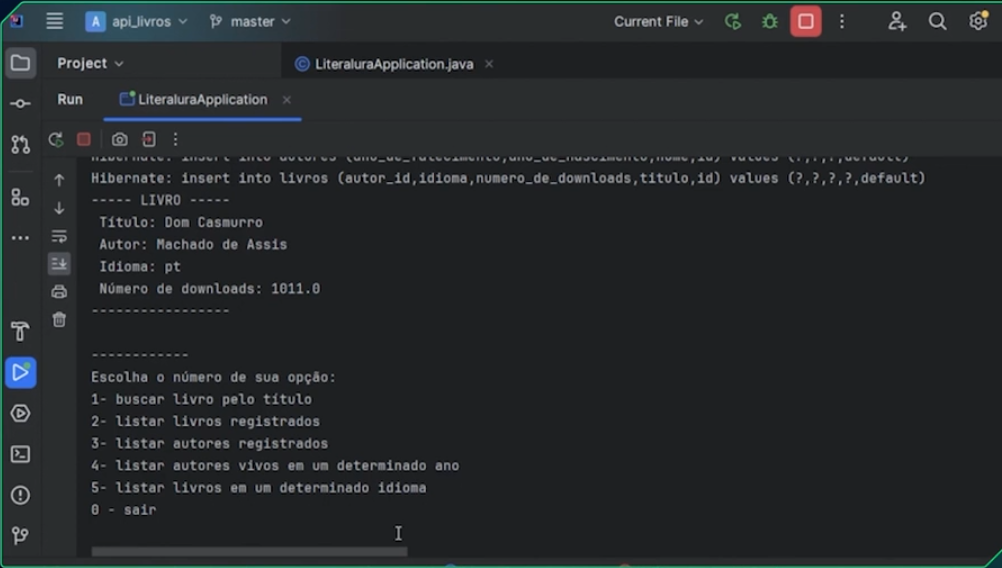 A api_livros master Current File
Project LiteraluraApplication.java
Run LiteraluraApplication
Hibernate: insert into autores (ano_de_falecimento,ano_de_nascimento,nome,id) values (?,?,?,default)
Hibernate: insert into livros (autor_id,idioma,numero_de_downloads,titulo,id) values (?,?,?,?,default)
----- LIVRO -----
Título: Dom Casmurro
Autor: Machado de Assis
Idioma: pt
Número de downloads: 1011.0
-----------------
------------
Escolha o número de sua opção:
1- buscar livro pelo título
2- listar livros registrados
3- listar autores registrados
4- listar autores vivos em um determinado ano
5- listar livros em um determinado idioma
0 - sair